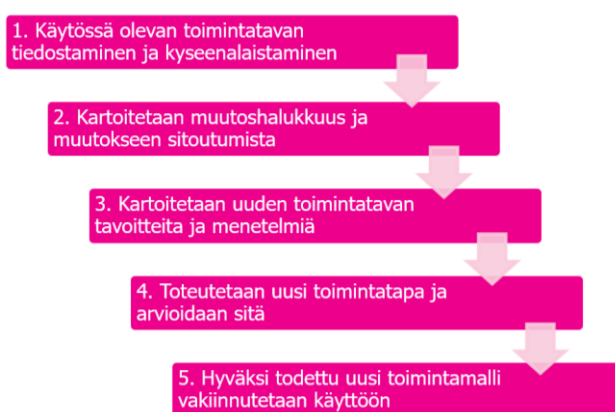 1. Käytössä olevan toimintatavan
tiedostaminen ja kyseenalaistaminen
2. Kartoitetaan muutoshalukkuus ja
muutokseen sitoutumista
3. Kartoitetaan uuden toimintatavan
tavoitteita ja menetelmiä
4. Toteutetaan uusi toimintatapa ja
arvioidaan sitä
5. Hyväksi todettu uusi toimintamalli
vakiinnutetaan käyttöön